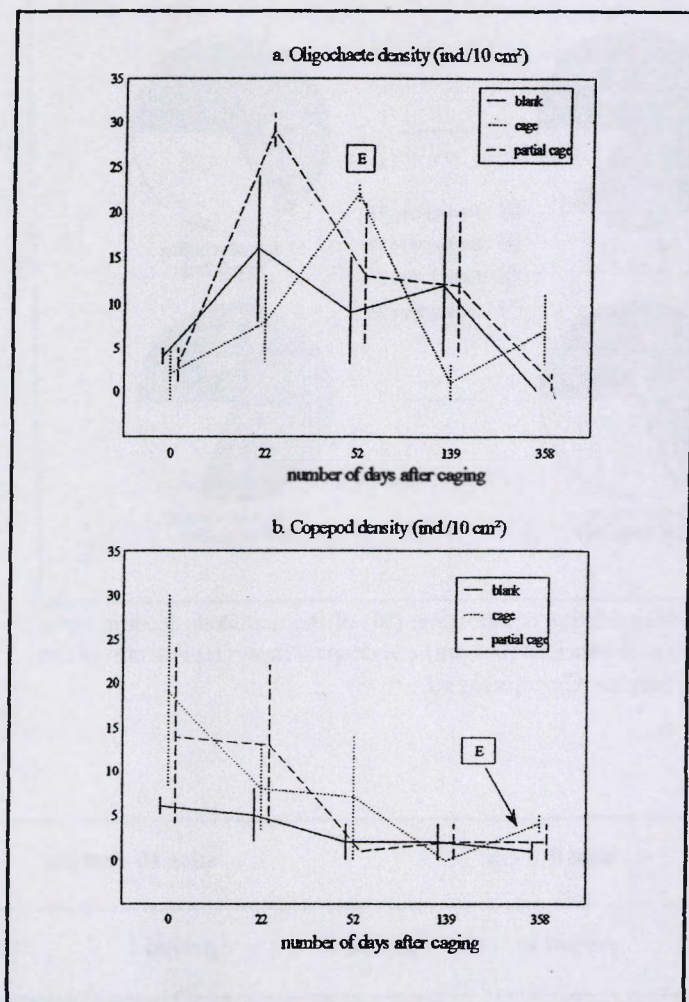 a. Oligochaete density (ind./10 cm²)
35
30
25
20
15
10
5
0
blank
cage
partial cage
E
0 22 52 139 358
number of days after caging
b. Copepod density (ind./10 cm²)
35
30
25
20
15
10
5
0
blank
cage
partial cage
E
0 22 52 139 358
number of days after caging